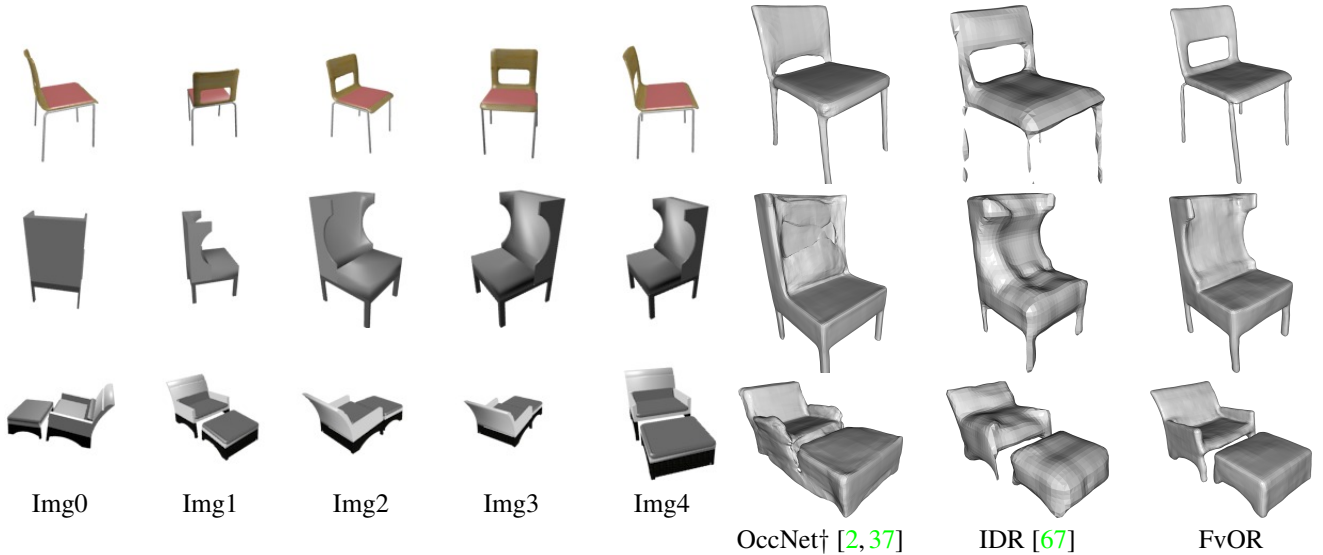 Img0 Img1 Img2 Img3 Img4
OccNet† [2,37] IDR [67] FvOR